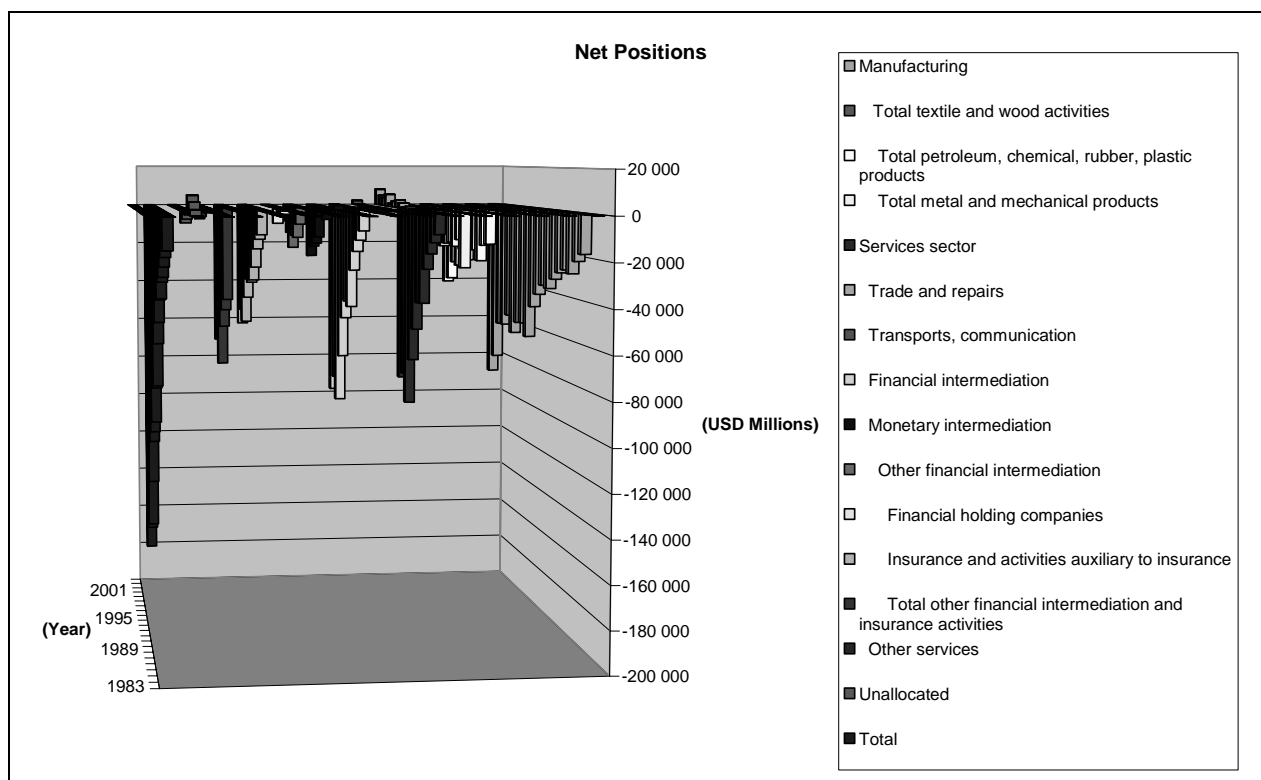 Net Positions
20 000
0
-20 000
-40 000
-60 000
-80 000
-100 000
-120 000
-140 000
-160 000
-180 000
-200 000
(USD Millions)
2001
1995
1989
1983
(Year)
Manufacturing
Total textile and wood activities
Total petroleum, chemical, rubber, plastic
products
Total metal and mechanical products
Services sector
Trade and repairs
Transports, communication
Financial intermediation
Monetary intermediation
Other financial intermediation
Financial holding companies
Insurance and activities auxiliary to insurance
Total other financial intermediation and
insurance activities
Other services
Unallocated
Total